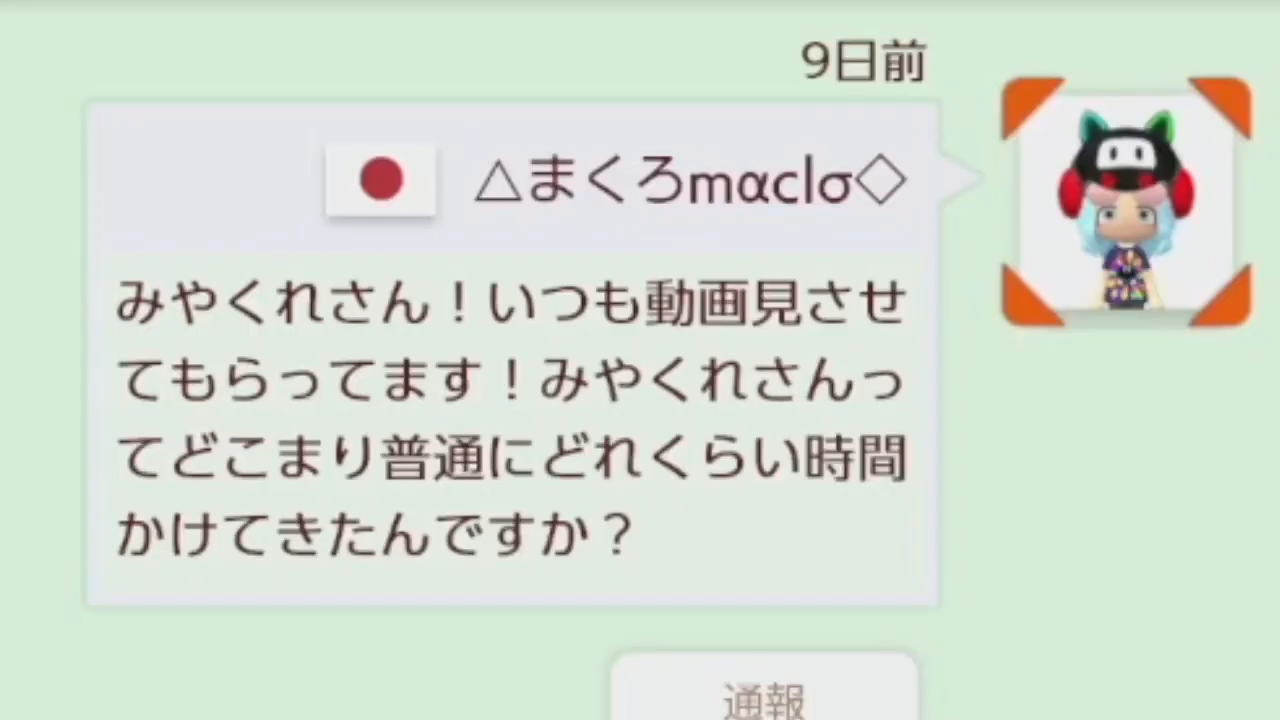 9日前
△まくろmαclσ◇
みやくれさん！いつも動画見させ
てもらってます！みやくれさんっ
てどこまり普通にどれくらい時間
かけてきたんですか？
通報